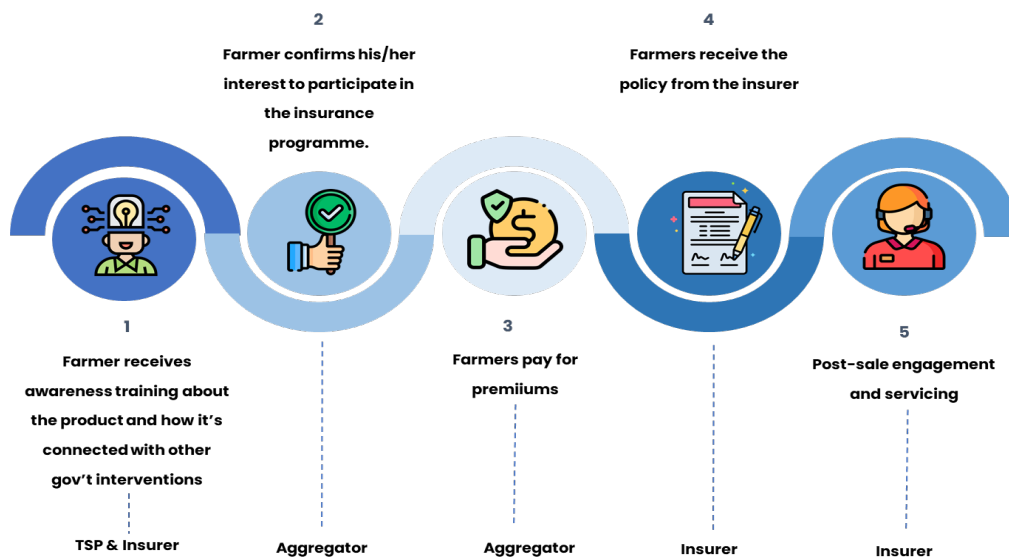 1
Farmer receives
awareness training about
the product and how it's
connected with other
gov't interventions
TSP & Insurer
2
Farmer confirms his/her
interest to participate in
the insurance
programme.
Aggregator
3
Farmers pay for
premiiums
Aggregator
4
Farmers receive the
policy from the insurer
Insurer
5
Post-sale engagement
and servicing
Insurer